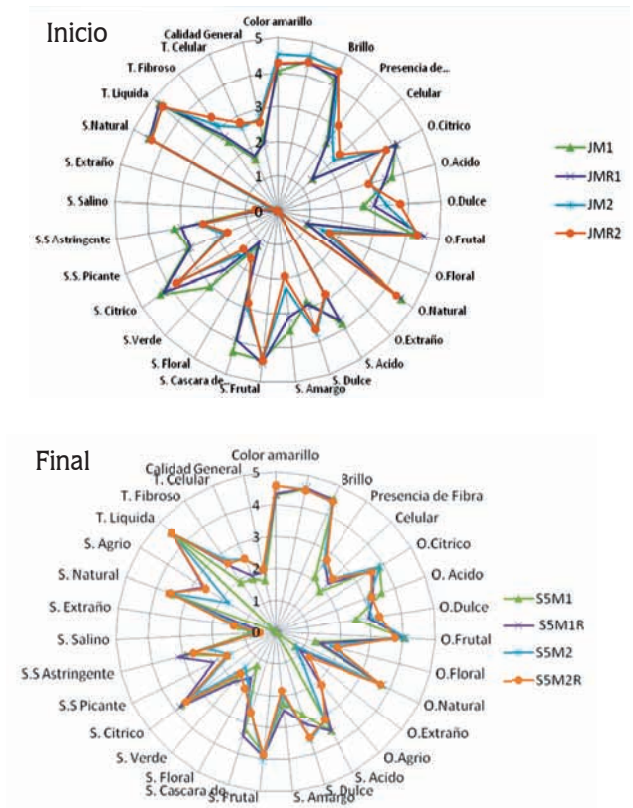 Inicio
Color amarillo
Brillo
Presencia de...
Celular
O.Citrico
O.Acido
O.Dulce
O.Frutal
O.Floral
O.Natural
O.Extraño
S. Acido
S. Dulce
S. Amargo
S. Frutal
S. Cascara de...
S. Floral
S.Verde
S. Citrico
S.S. Picante
S.S Astringente
S. Salino
S. Extraño
S.Natural
T. Liquida
T. Fibroso
T. Celular
Calidad General
5
4
3
2
1
0
JM1
JMR1
JM2
JMR2
Final
Color amarillo
Brillo
Presencia de Fibra
Celular
O.Citrico
O. Acido
O.Dulce
O.Frutal
O.Floral
O.Natural
O.Extraño
O.Agrio
S. Acido
S. Dulce
S. Amargo
S. Frutal
S. Cascara de
S. Floral
S. Verde
S. Citrico
S.S Picante
S.S Astringente
S. Salino
S. Extraño
S. Natural
S. Agrio
T. Liquida
T. Fibroso
T. Celular
Calidad General
5
4
3
2
1
0
S5M1
S5M1R
S5M2
S5M2R